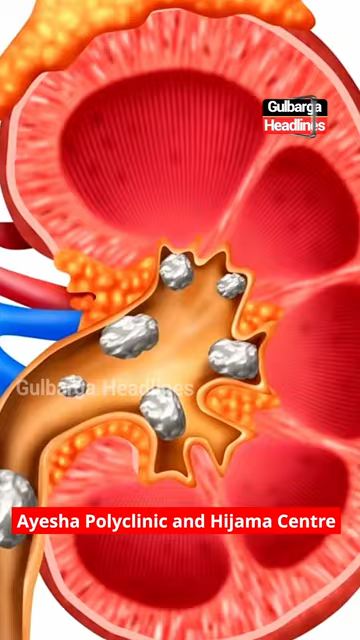 Gulbarga
Headlines
Gulbarga Headlines
Ayesha Polyclinic and Hijama Centre